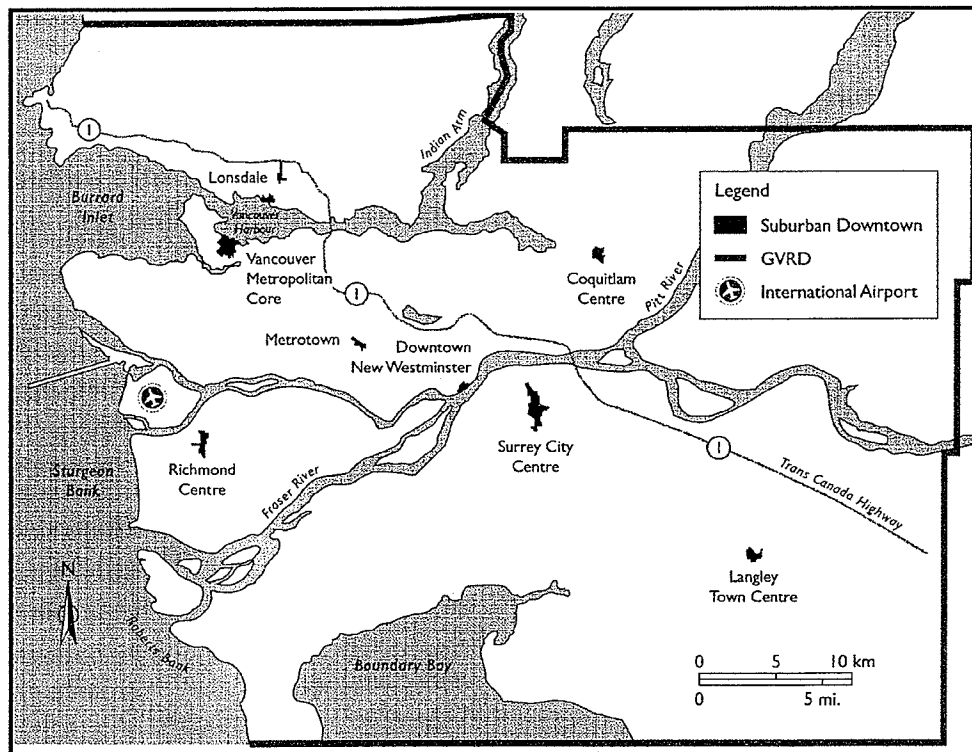 Indian Arm
1
Lonsdale
Burrard
Inlet
Vancouver
Harbour
Vancouver
Metropolitan
Core
Coquitlam
Centre
Pitt River
Legend
Suburban Downtown
GVRD
International Airport
1
Metrotown
Downtown
New Westminster
Richmond
Centre
Surrey City
Centre
1
Trans Canada Highway
Sturgeon
Bank
Fraser River
Langley
Town Centre
N
Roberts Bank
Boundary Bay
0 5 10 km
0 5 mi.